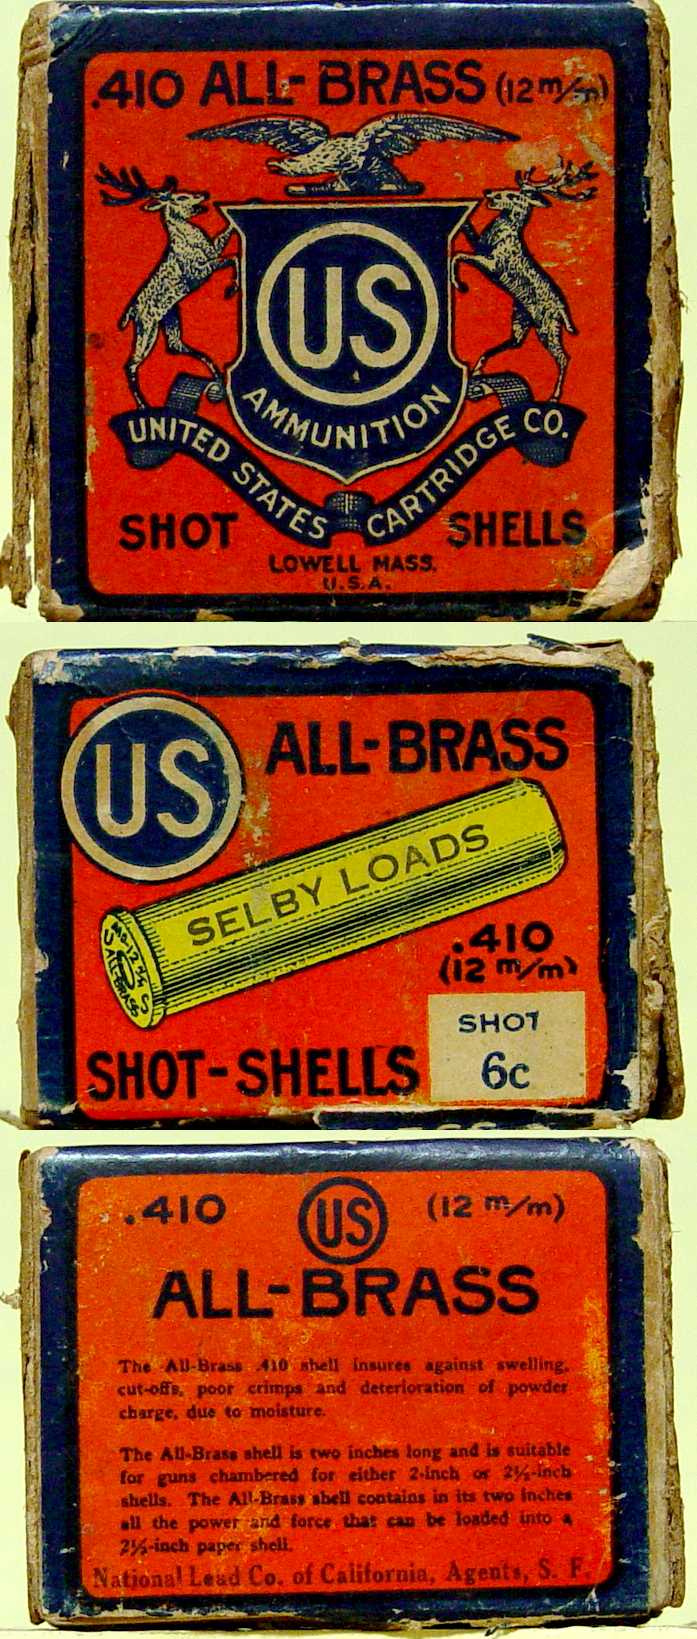 .410 ALL-BRASS (12 m/m)
US
AMMUNITION
UNITED STATES CARTRIDGE CO.
SHOT SHELLS
LOWELL MASS.
U.S.A.
US ALL-BRASS
SELBY LOADS
ALL-BRASS
.410
(12 m/m)
SHOT
6c
SHOT-SHELLS
.410 US (12 m/m)
ALL-BRASS
The All-Brass .410 shell insures against swelling,
cut-offs, poor crimps and deterioration of powder
charge, due to moisture.
The All-Brass shell is two inches long and is suitable
for guns chambered for either 2-inch or 2½-inch
shells. The All-Brass shell contains in its two inches
all the power and force that can be loaded into a
2½-inch paper shell.
National Lead Co. of California, Agents, S. F.